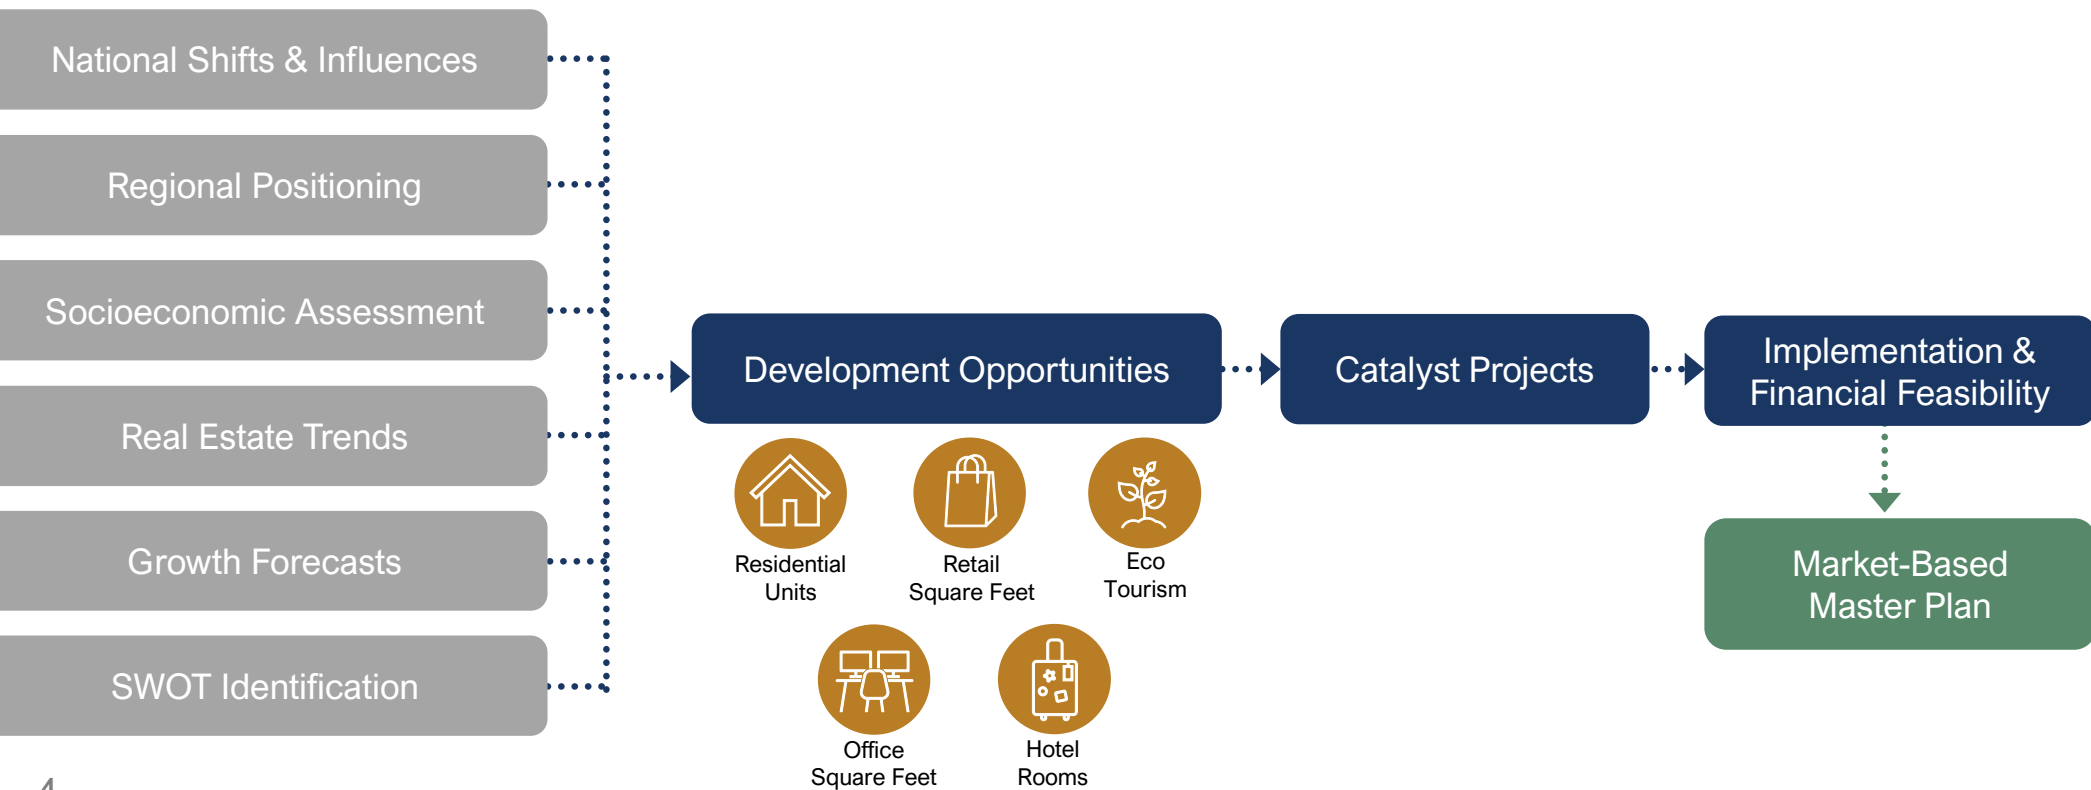 National Shifts & Influences
Regional Positioning
Socioeconomic Assessment
Real Estate Trends
Growth Forecasts
SWOT Identification
Development Opportunities
Residential
Units
Retail
Square Feet
Eco
Tourism
Office
Square Feet
Hotel
Rooms
Catalyst Projects
Implementation &
Financial Feasibility
Market-Based
Master Plan
4